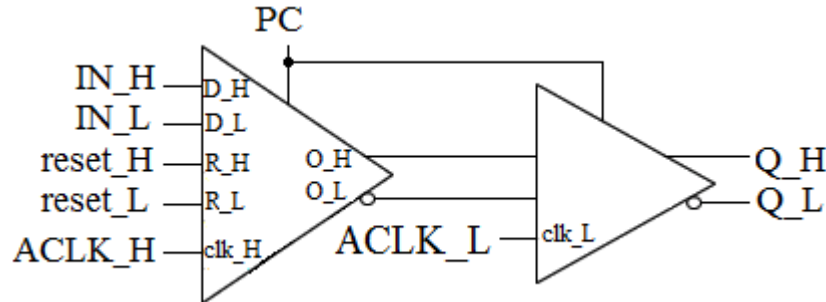 PC
IN_H
D_H
IN_L
D_L
reset_H
R_H
O_H
Q_H
reset_L
R_L
O_L
Q_L
ACLK_H
clk_H
ACLK_L
clk_L